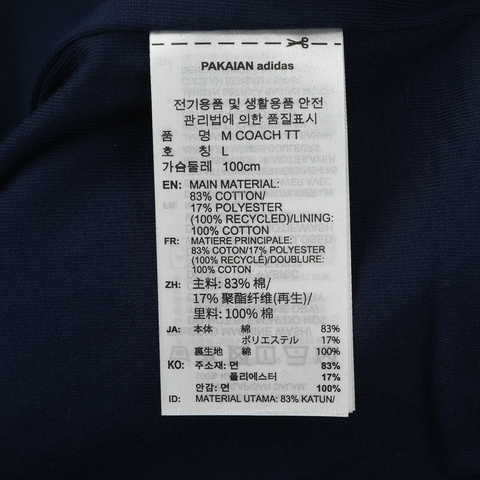 PAKAIAN adidas
전기용품 및 생활용품 안전
관리법에 의한 품질표시
품 명 M COACH TT
호 칭 L
가슴둘레 100cm
EN: MAIN MATERIAL:
83% COTTON/
17% POLYESTER
(100% RECYCLED)/LINING:
100% COTTON
FR: MATIERE PRINCIPALE:
83% COTON/17% POLYESTER
(100% RECYCLÉ)/DOUBLURE:
100% COTON
ZH: 主料: 83% 棉/
17% 聚酯纤维(再生)/
里料: 100% 棉
JA: 本体 綿 83%
ポリエステル 17%
裏生地 綿 100%
KO: 주소재: 면 83%
폴리에스터 17%
안감: 면 100%
ID: MATERIAL UTAMA: 83% KATUN/